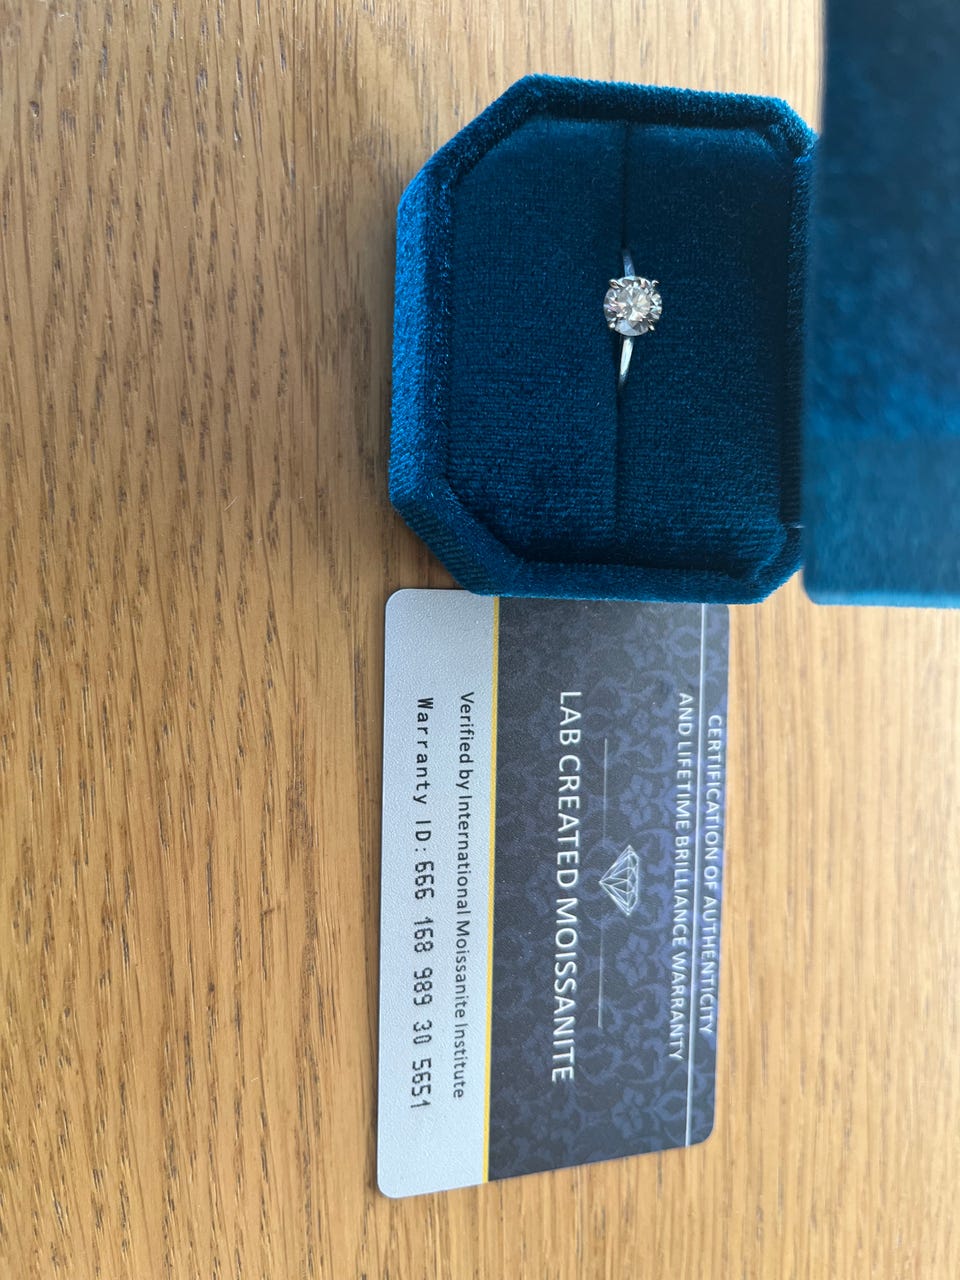 CERTIFICATION OF AUTHENTICITY
AND LIFETIME BRILLIANCE WARRANTY
LAB CREATED MOISSANITE
Verified by International Moissanite Institute
Warranty ID: 666 168 989 30 5651